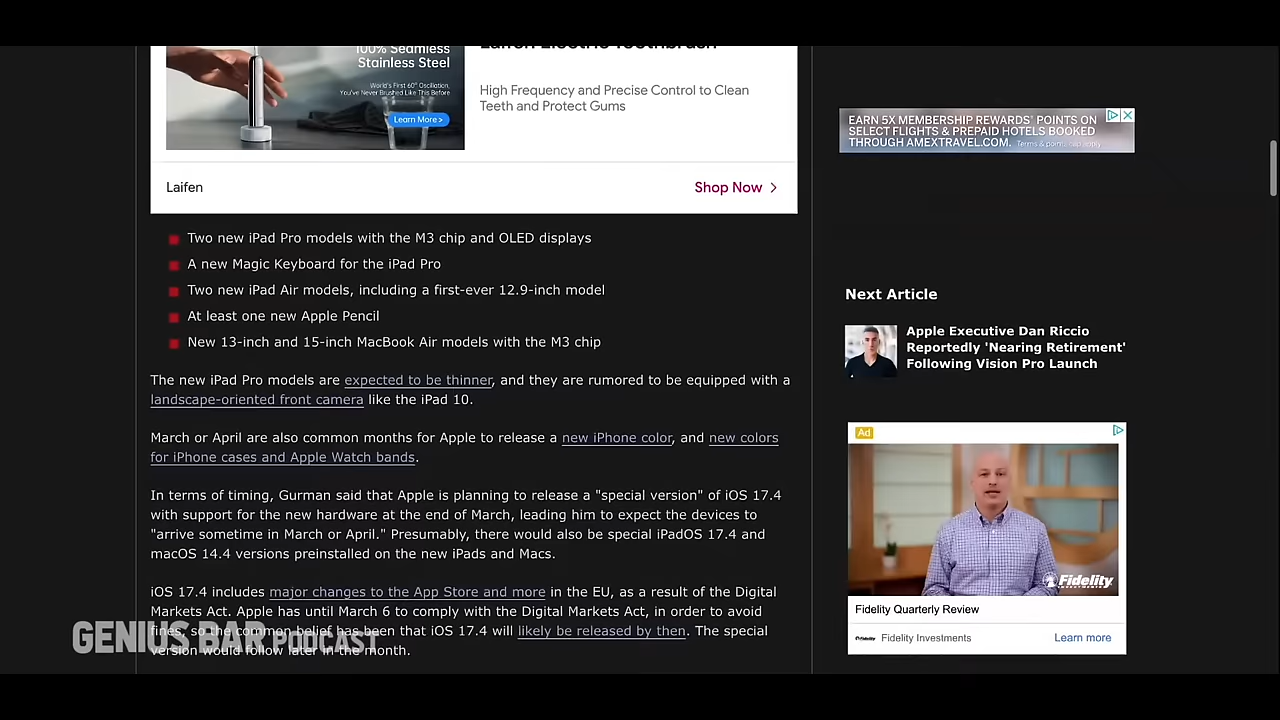 100% Seamless
Stainless Steel
World's First 60° Oscillation,
You've Never Brushed Like This Before
Learn More >
Laifen Electric Toothbrush
High Frequency and Precise Control to Clean
Teeth and Protect Gums
Laifen
Shop Now
EARN 5X MEMBERSHIP REWARDS® POINTS ON
SELECT FLIGHTS & PREPAID HOTELS BOOKED
THROUGH AMEXTRAVEL.COM. Terms & points cap apply.
Two new iPad Pro models with the M3 chip and OLED displays
A new Magic Keyboard for the iPad Pro
Two new iPad Air models, including a first-ever 12.9-inch model
At least one new Apple Pencil
New 13-inch and 15-inch MacBook Air models with the M3 chip
The new iPad Pro models are expected to be thinner, and they are rumored to be equipped with a
landscape-oriented front camera like the iPad 10.
March or April are also common months for Apple to release a new iPhone color, and new colors
for iPhone cases and Apple Watch bands.
In terms of timing, Gurman said that Apple is planning to release a "special version" of iOS 17.4
with support for the new hardware at the end of March, leading him to expect the devices to
"arrive sometime in March or April." Presumably, there would also be special iPadOS 17.4 and
macOS 14.4 versions preinstalled on the new iPads and Macs.
iOS 17.4 includes major changes to the App Store and more in the EU, as a result of the Digital
Markets Act. Apple has until March 6 to comply with the Digital Markets Act, in order to avoid
fines, so the common belief has been that iOS 17.4 will likely be released by then. The special
version would follow later in the month.
GENIUS BAR PODCAST
Next Article
Apple Executive Dan Riccio
Reportedly 'Nearing Retirement'
Following Vision Pro Launch
Ad
Fidelity
Fidelity Quarterly Review
Fidelity Investments
Learn more